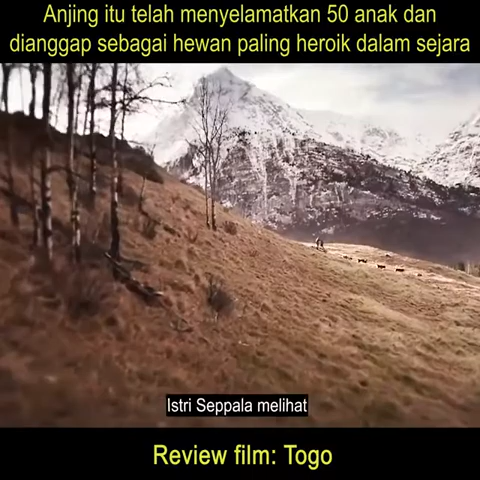 Anjing itu telah menyelamatkan 50 anak dan
dianggap sebagai hewan paling heroik dalam sejara
Istri Seppala melihat
Review film: Togo